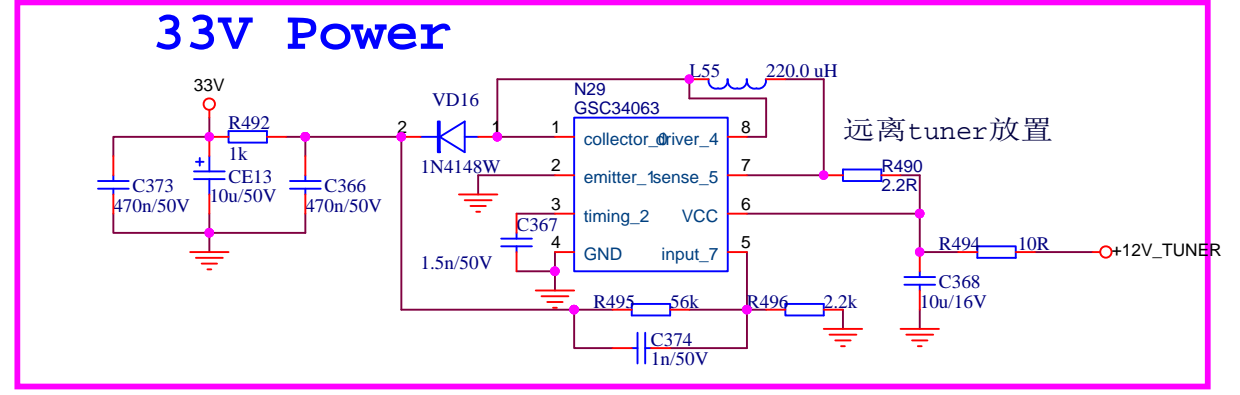 33V Power
33V
R492
1k
C373
470n/50V
+
CE13
10u/50V
C366
470n/50V
2
VD16
1
1N4148W
N29
GSC34063
1
collector_0
driver_4
8
2
emitter_1
sense_5
7
3
timing_2
VCC
6
4
GND
input_7
5
L55
220.0 uH
远离tuner放置
R490
2.2R
C367
1.5n/50V
R494
10R
+12V_TUNER
C368
10u/16V
R495
56k
R496
2.2k
C374
1n/50V